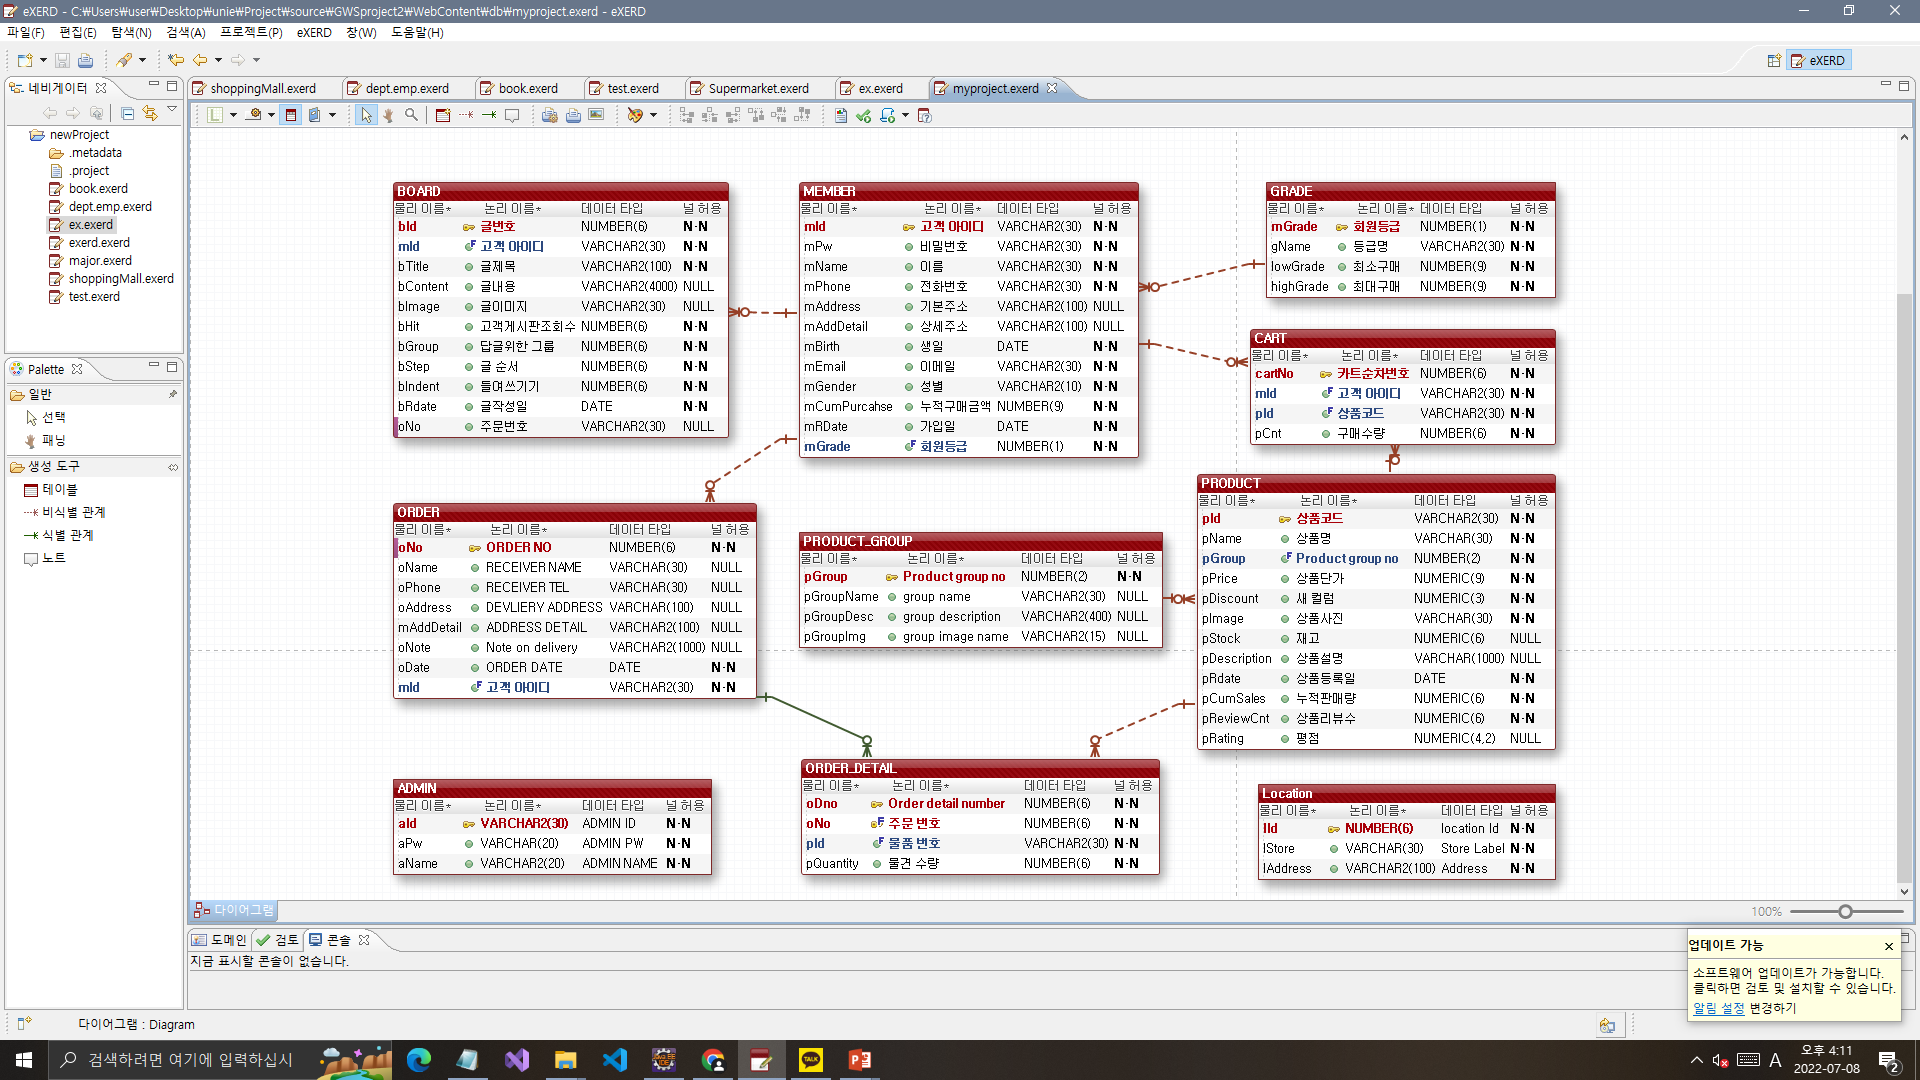 eXERD - C:￦Users￦user￦Desktop￦unie￦Project￦source￦GWSproject2￦WebContent￦db￦myproject.exerd - eXERD
파일(F) 편집(E) 탐색(N) 검색(A) 프로젝트(P) eXERD 창(W) 도움말(H)
eXERD
네비게이터
newProject
.metadata
.project
book.exerd
dept.emp.exerd
ex.exerd
exerd.exerd
major.exerd
shoppingMall.exerd
test.exerd
Palette
일반
선택
패닝
생성 도구
테이블
비식별 관계
식별 관계
노트
shoppingMall.exerd dept.emp.exerd book.exerd test.exerd Supermarket.exerd ex.exerd myproject.exerd
BOARD
물리 이름* 논리 이름* 데이터 타입 널 허용
bId 글번호 NUMBER(6) N-N
mId 고객 아이디 VARCHAR2(30) N-N
bTitle 글제목 VARCHAR2(100) N-N
bContent 글내용 VARCHAR2(4000) NULL
bImage 글이미지 VARCHAR2(30) NULL
bHit 고객게시판조회수 NUMBER(6) N-N
bGroup 답글위한 그룹 NUMBER(6) N-N
bStep 글 순서 NUMBER(6) N-N
bIndent 들여쓰기기 NUMBER(6) N-N
bRdate 글작성일 DATE N-N
oNo 주문번호 VARCHAR2(30) NULL
MEMBER
물리 이름* 논리 이름* 데이터 타입 널 허용
mId 고객 아이디 VARCHAR2(30) N-N
mPw 비밀번호 VARCHAR2(30) N-N
mName 이름 VARCHAR2(30) N-N
mPhone 전화번호 VARCHAR2(30) N-N
mAddress 기본주소 VARCHAR2(100) NULL
mAddDetail 상세주소 VARCHAR2(100) NULL
mBirth 생일 DATE N-N
mEmail 이메일 VARCHAR2(30) N-N
mGender 성별 VARCHAR2(10) N-N
mCumPurcahse 누적구매금액 NUMBER(9) N-N
mRDate 가입일 DATE N-N
mGrade 회원등급 NUMBER(1) N-N
GRADE
물리 이름* 논리 이름* 데이터 타입 널 허용
mGrade 회원등급 NUMBER(1) N-N
gName 등급명 VARCHAR2(30) N-N
lowGrade 최소구매 NUMBER(9) N-N
highGrade 최대구매 NUMBER(9) N-N
CART
물리 이름* 논리 이름* 데이터 타입 널 허용
cartNo 카트순차번호 NUMBER(6) N-N
mId 고객 아이디 VARCHAR2(30) N-N
pId 상품코드 VARCHAR2(30) N-N
pCnt 구매수량 NUMBER(6) N-N
ORDER
물리 이름* 논리 이름* 데이터 타입 널 허용
oNo ORDER NO NUMBER(6) N-N
oName RECEIVER NAME VARCHAR(30) NULL
oPhone RECEIVER TEL VARCHAR(30) NULL
oAddress DEVLIERY ADDRESS VARCHAR(100) NULL
mAddDetail ADDRESS DETAIL VARCHAR2(100) NULL
oNote Note on delivery VARCHAR2(1000) NULL
oDate ORDER DATE DATE N-N
mId 고객 아이디 VARCHAR2(30) N-N
PRODUCT_GROUP
물리 이름* 논리 이름* 데이터 타입 널 허용
pGroup Product group no NUMBER(2) N-N
pGroupName group name VARCHAR2(30) NULL
pGroupDesc group description VARCHAR2(400) NULL
pGroupImg group image name VARCHAR2(15) NULL
PRODUCT
물리 이름* 논리 이름* 데이터 타입 널 허용
pId 상품코드 VARCHAR2(30) N-N
pName 상품명 VARCHAR(30) N-N
pGroup Product group no NUMBER(2) N-N
pPrice 상품단가 NUMERIC(9) N-N
pDiscount 새 컬럼 NUMERIC(3) N-N
pImage 상품사진 VARCHAR(30) N-N
pStock 재고 NUMERIC(6) NULL
pDescription 상품설명 VARCHAR(1000) NULL
pRdate 상품등록일 DATE N-N
pCumSales 누적판매량 NUMERIC(6) N-N
pReviewCnt 상품리뷰수 NUMERIC(6) N-N
pRating 평점 NUMERIC(4,2) NULL
ADMIN
물리 이름* 논리 이름* 데이터 타입 널 허용
aId VARCHAR2(30) ADMIN ID N-N
aPw VARCHAR(20) ADMIN PW N-N
aName VARCHAR2(20) ADMIN NAME N-N
ORDER_DETAIL
물리 이름* 논리 이름* 데이터 타입 널 허용
oDno Order detail number NUMBER(6) N-N
oNo 주문 번호 NUMBER(6) N-N
pId 물품 번호 VARCHAR2(30) N-N
pQuantity 물견 수량 NUMBER(6) N-N
Location
물리 이름* 논리 이름* 데이터 타입 널 허용
lId NUMBER(6) location Id N-N
lStore VARCHAR(30) Store Label N-N
lAddress VARCHAR2(100) Address N-N
다이어그램
100%
도메인 검토 콘솔
지금 표시할 콘솔이 없습니다.
업데이트 가능
소프트웨어 업데이트가 가능합니다.
클릭하면 검토 및 설치할 수 있습니다.
알림 설정 변경하기
다이어그램 : Diagram
검색하려면 여기에 입력하십시
TALK
A
오후 4:11
2022-07-08
2